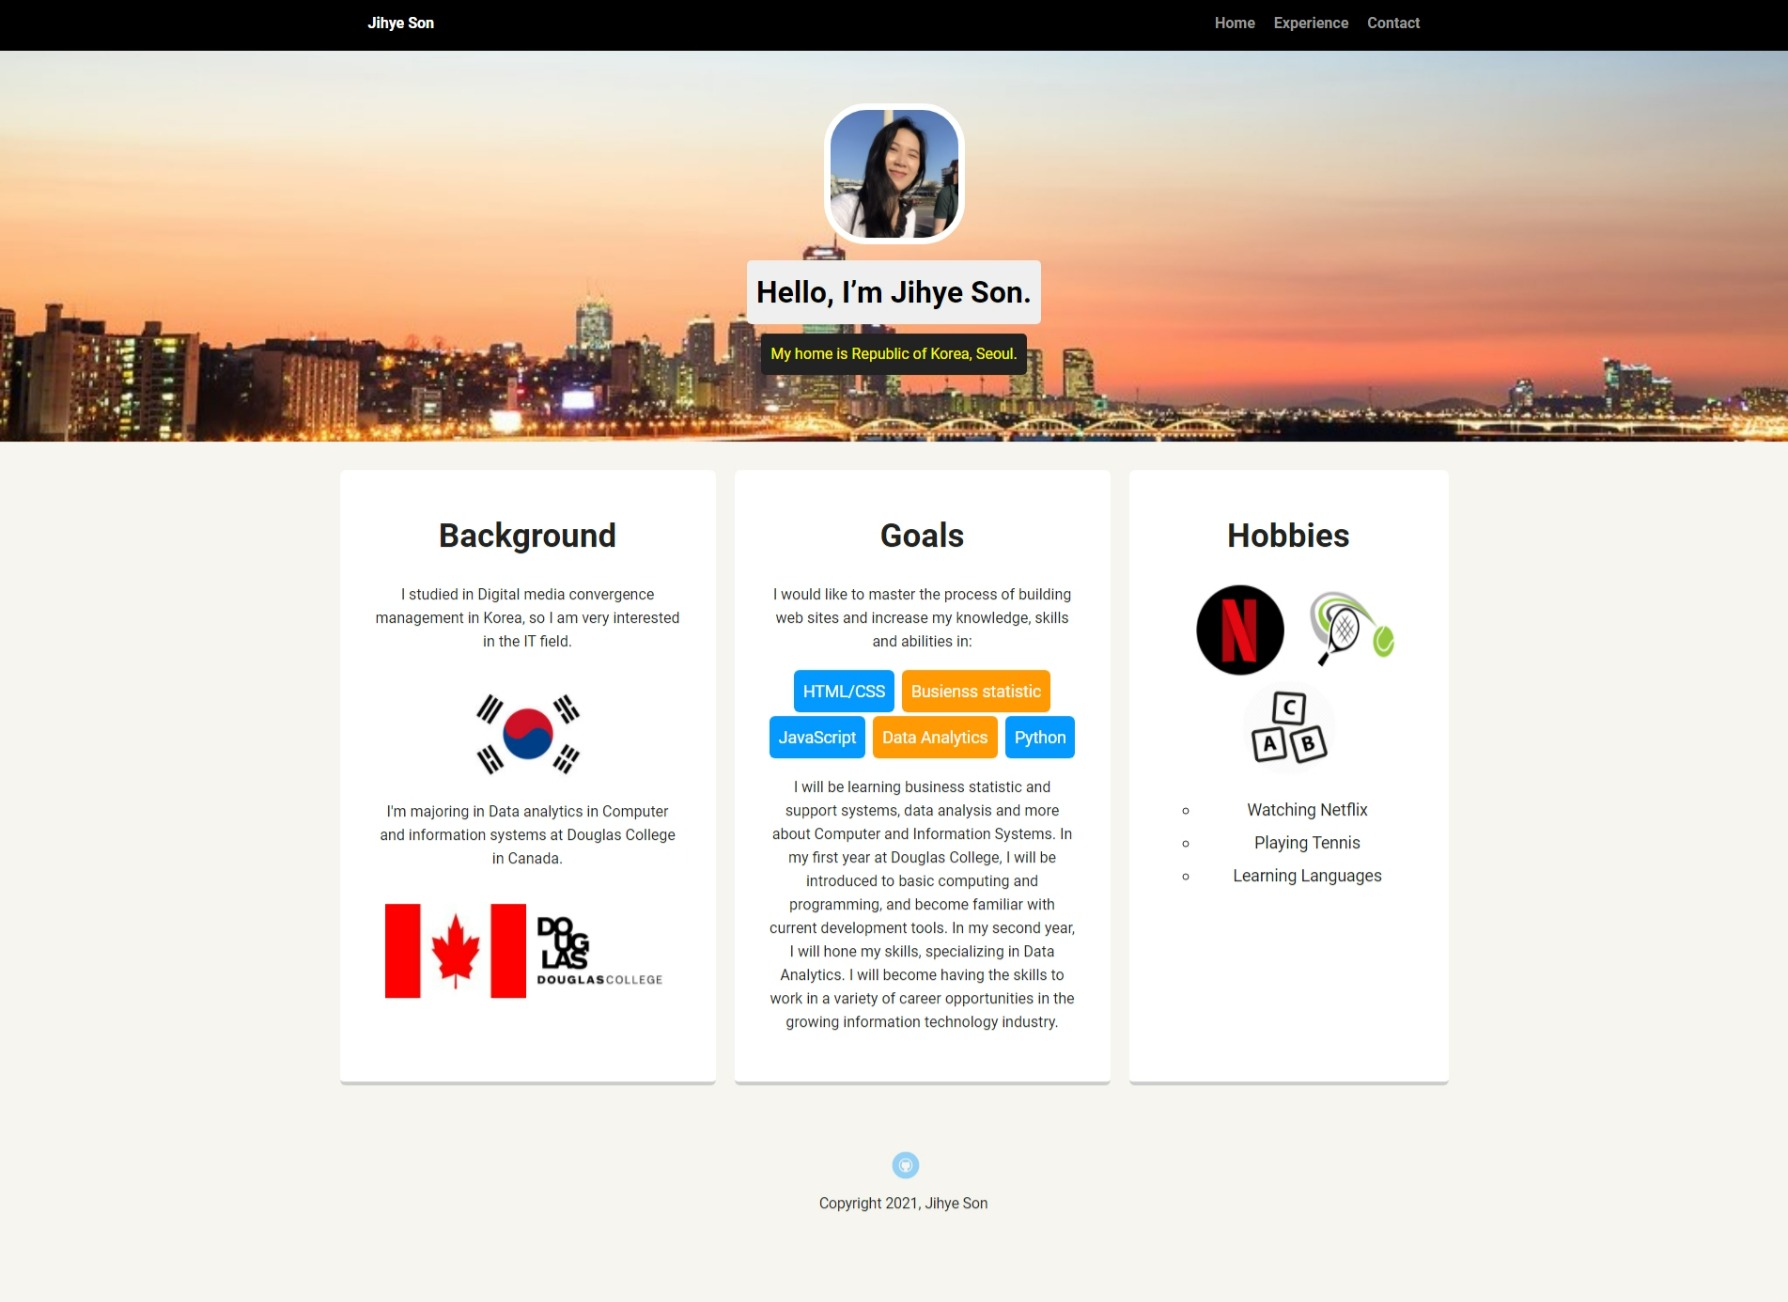 Jihye Son
Home Experience Contact
Hello, I’m Jihye Son.
My home is Republic of Korea, Seoul.
Background
I studied in Digital media convergence
management in Korea, so I am very interested
in the IT field.
I'm majoring in Data analytics in Computer
and information systems at Douglas College
in Canada.
DO
UG
LAS
DOUGLASCOLLEGE
Goals
I would like to master the process of building
web sites and increase my knowledge, skills
and abilities in:
HTML/CSS Busienss statistic
JavaScript Data Analytics Python
I will be learning business statistic and
support systems, data analysis and more
about Computer and Information Systems. In
my first year at Douglas College, I will be
introduced to basic computing and
programming, and become familiar with
current development tools. In my second year,
I will hone my skills, specializing in Data
Analytics. I will become having the skills to
work in a variety of career opportunities in the
growing information technology industry.
Hobbies
N
C
A B
Watching Netflix
Playing Tennis
Learning Languages
Copyright 2021, Jihye Son